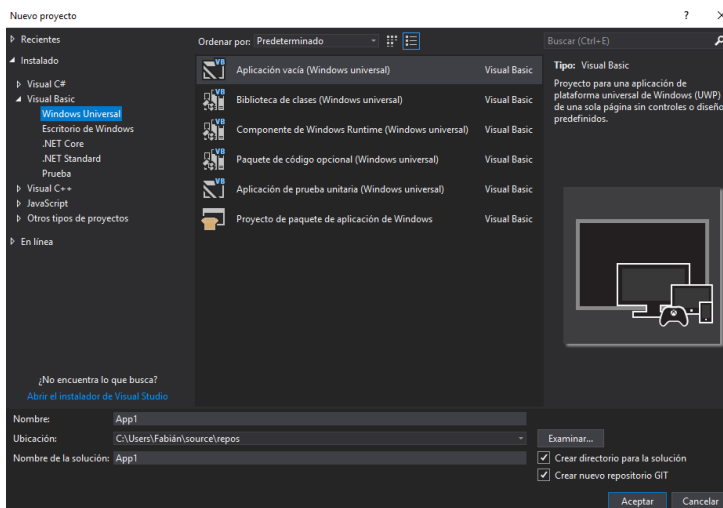 Nuevo proyecto
? ×
Recientes
Instalado
Visual C#
Visual Basic
Windows Universal
Escritorio de Windows
.NET Core
.NET Standard
Prueba
Visual C++
JavaScript
Otros tipos de proyectos
En línea
¿No encuentra lo que busca?
Abrir el instalador de Visual Studio
Ordenar por: Predeterminado
VB Aplicación vacía (Windows universal) Visual Basic
VB Biblioteca de clases (Windows universal) Visual Basic
VB Componente de Windows Runtime (Windows universal) Visual Basic
VB Paquete de código opcional (Windows universal) Visual Basic
VB Aplicación de prueba unitaria (Windows universal) Visual Basic
Proyecto de paquete de aplicación de Windows Visual Basic
Buscar (Ctrl+E)
Tipo: Visual Basic
Proyecto para una aplicación de
plataforma universal de Windows (UWP)
de una sola página sin controles o diseño
predefinidos.
Nombre: App1
Ubicación: C:\Users\Fabián\source\repos
Nombre de la solución: App1
Examinar...
Crear directorio para la solución
Crear nuevo repositorio GIT
Aceptar Cancelar